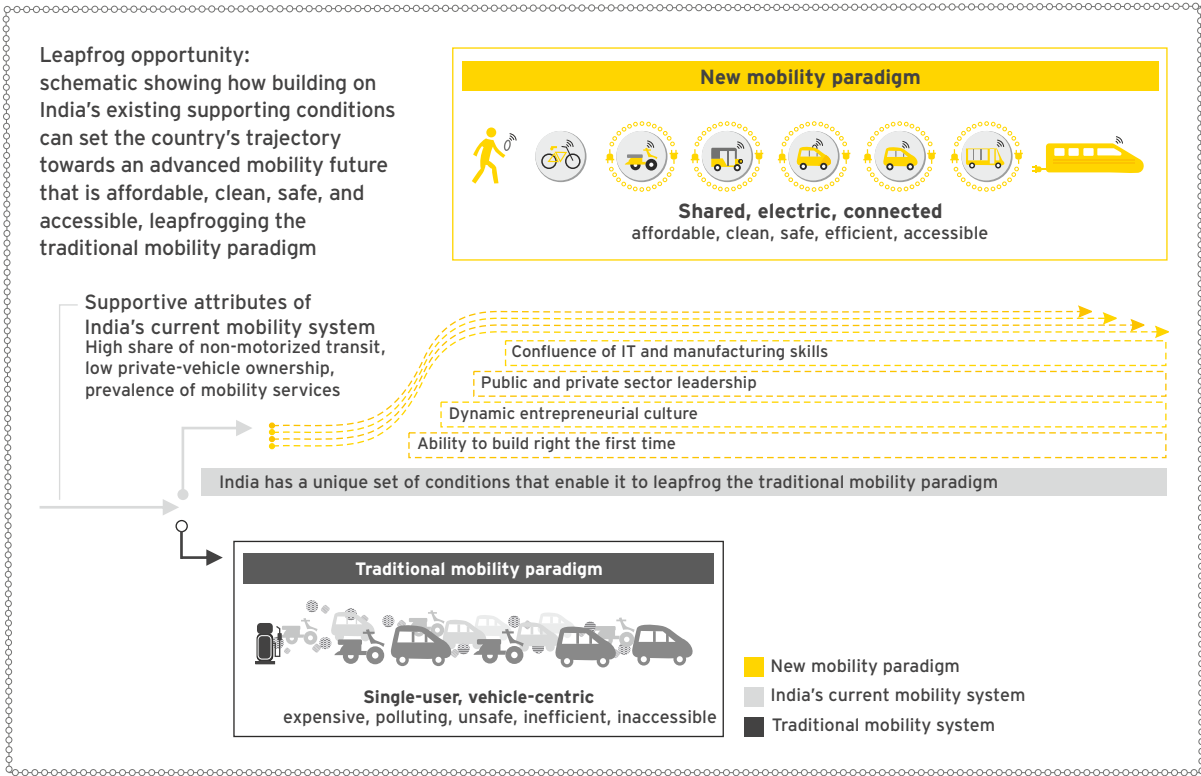 Leapfrog opportunity:
schematic showing how building on
India's existing supporting conditions
can set the country's trajectory
towards an advanced mobility future
that is affordable, clean, safe, and
accessible, leapfrogging the
traditional mobility paradigm
New mobility paradigm
Shared, electric, connected
affordable, clean, safe, efficient, accessible
Supportive attributes of
India's current mobility system
High share of non-motorized transit,
low private-vehicle ownership,
prevalence of mobility services
Confluence of IT and manufacturing skills
Public and private sector leadership
Dynamic entrepreneurial culture
Ability to build right the first time
India has a unique set of conditions that enable it to leapfrog the traditional mobility paradigm
Traditional mobility paradigm
Single-user, vehicle-centric
expensive, polluting, unsafe, inefficient, inaccessible
New mobility paradigm
India's current mobility system
Traditional mobility system